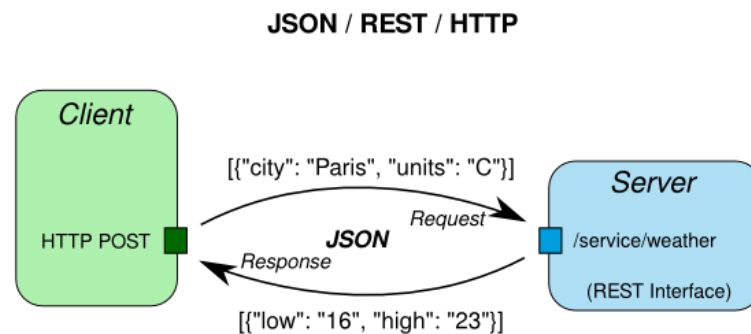 JSON / REST / HTTP
Client
[{"city": "Paris", "units": "C"}]
Server
Request
HTTP POST
JSON
/service/weather
Response
(REST Interface)
[{"low": "16", "high": "23"}]